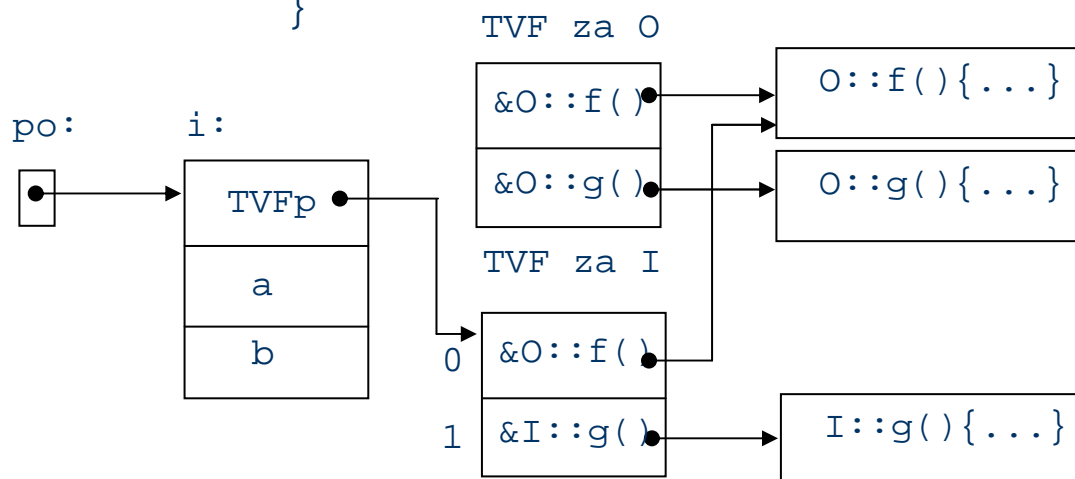 }
TVF za O
po:
i:
TVFp
a
b
&O::f()
&O::g()
O::f(){...}
O::g(){...}
TVF za I
0
&O::f()
1
&I::g()
I::g(){...}